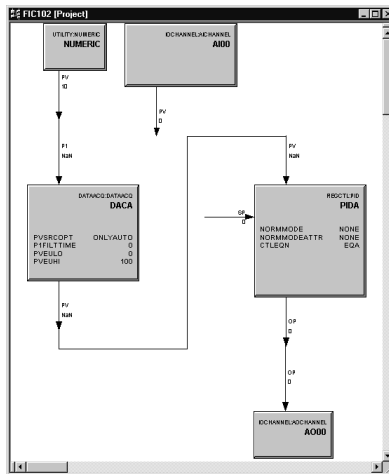 FIC102 [Project]
UTILITY:NUMERIC
NUMERIC
IOCHANNEL:AICHANNEL
AI00
PV
10
PV
0
P1
NaN
PV
NaN
DATAACQ:DATAACQ
DACA
PVSRCOPT ONLYAUTO
P1FILTTIME 0
PVEULO 0
PVEUHI 100
SP
0
REGCTL:PID
PIDA
NORMMODE NONE
NORMMODEATTR NONE
CTLEQN EQA
PV
NaN
OP
0
OP
0
IOCHANNEL:AOCHANNEL
AO00